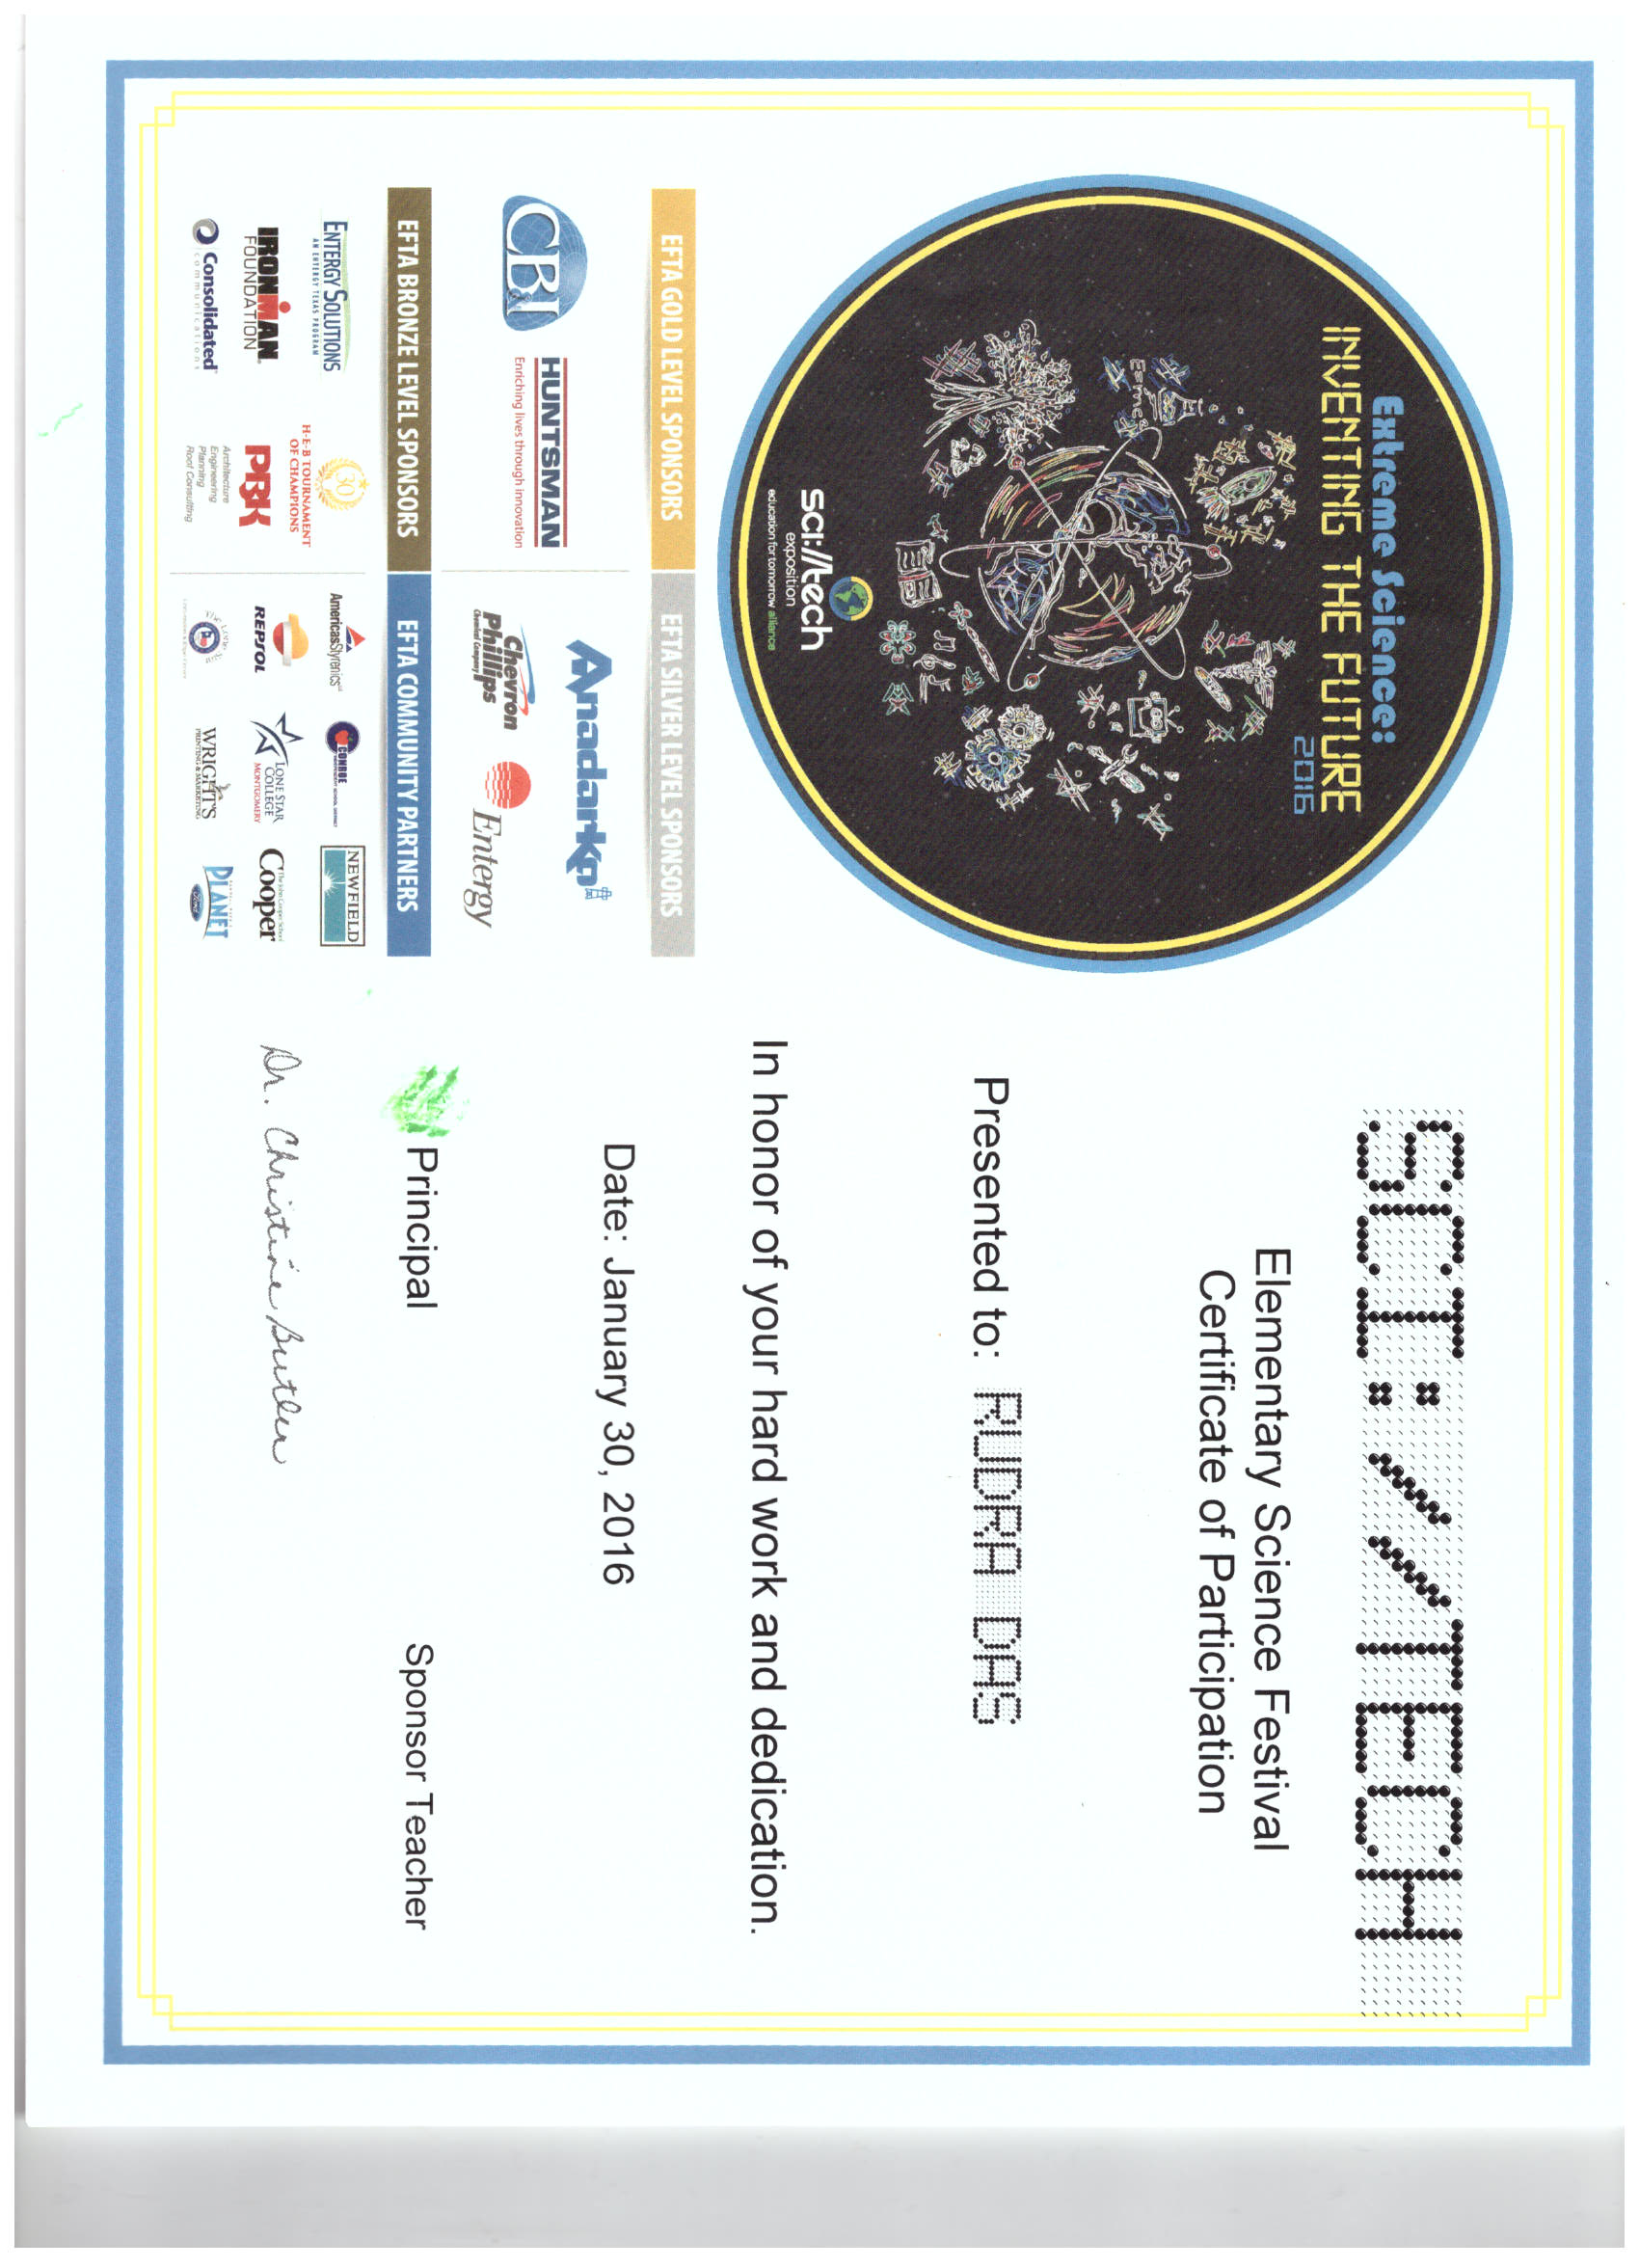 Extreme Science:
INVENTING THE FUTURE
2016
E=mc²
sci://tech
exposition
education for tomorrow alliance
SCI://TECH
Elementary Science Festival
Certificate of Participation
Presented to: RUDRA DAS
In honor of your hard work and dedication.
Date: January 30, 2016
Principal
Sponsor Teacher
Dr. Christine Butler
EFTA GOLD LEVEL SPONSORS
CB&I
HUNTSMAN
Enriching lives through innovation
EFTA SILVER LEVEL SPONSORS
Anadarko
Chevron
Phillips
Chemical Company
Entergy
EFTA BRONZE LEVEL SPONSORS
ENTERGY SOLUTIONS
AN ENTERGY TEXAS PROGRAM
30
H-E-B TOURNAMENT
OF CHAMPIONS
IRONMAN
FOUNDATION
PBK
Architecture
Engineering
Planning
Roof Consulting
Consolidated
communications
EFTA COMMUNITY PARTNERS
AmericasStyrenics
CONROE
INDEPENDENT SCHOOL DISTRICT
NEWFIELD
REPSOL
LONE STAR
COLLEGE
MONTGOMERY
The John Cooper School
Cooper
The Lone Star
WRIGHT'S
PRINTING & MARKETING
PLANET
Ford